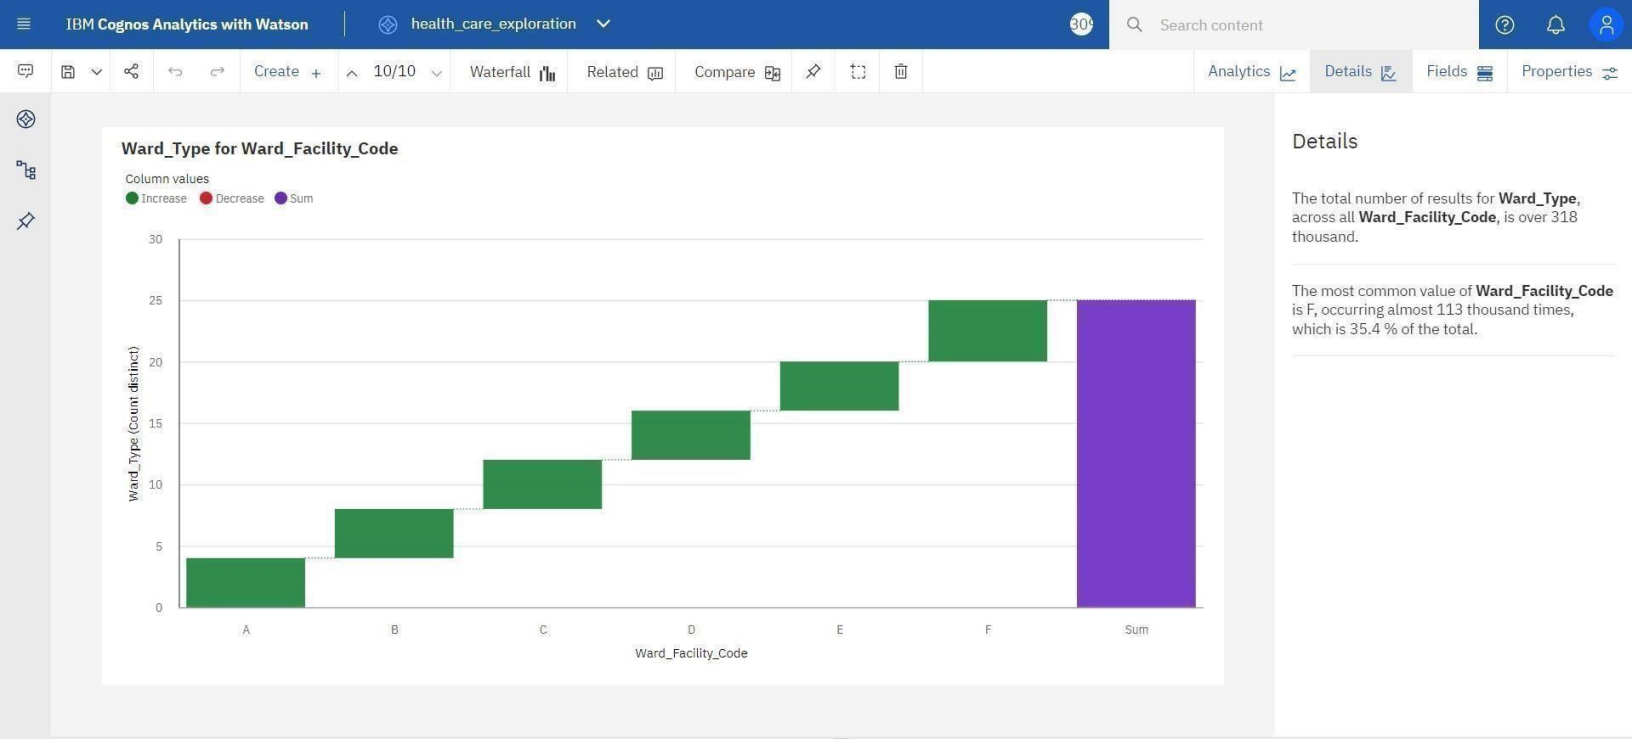 IBM Cognos Analytics with Watson
health_care_exploration
Search content
Create +
10/10
Waterfall
Related
Compare
Analytics
Details
Fields
Properties
Ward_Type for Ward_Facility_Code
Column values
Increase Decrease Sum
30
25
20
15
10
5
0
Ward_Type (Count distinct)
A B C D E F Sum
Ward_Facility_Code
Details
The total number of results for Ward_Type,
across all Ward_Facility_Code, is over 318
thousand.
The most common value of Ward_Facility_Code
is F, occurring almost 113 thousand times,
which is 35.4 % of the total.